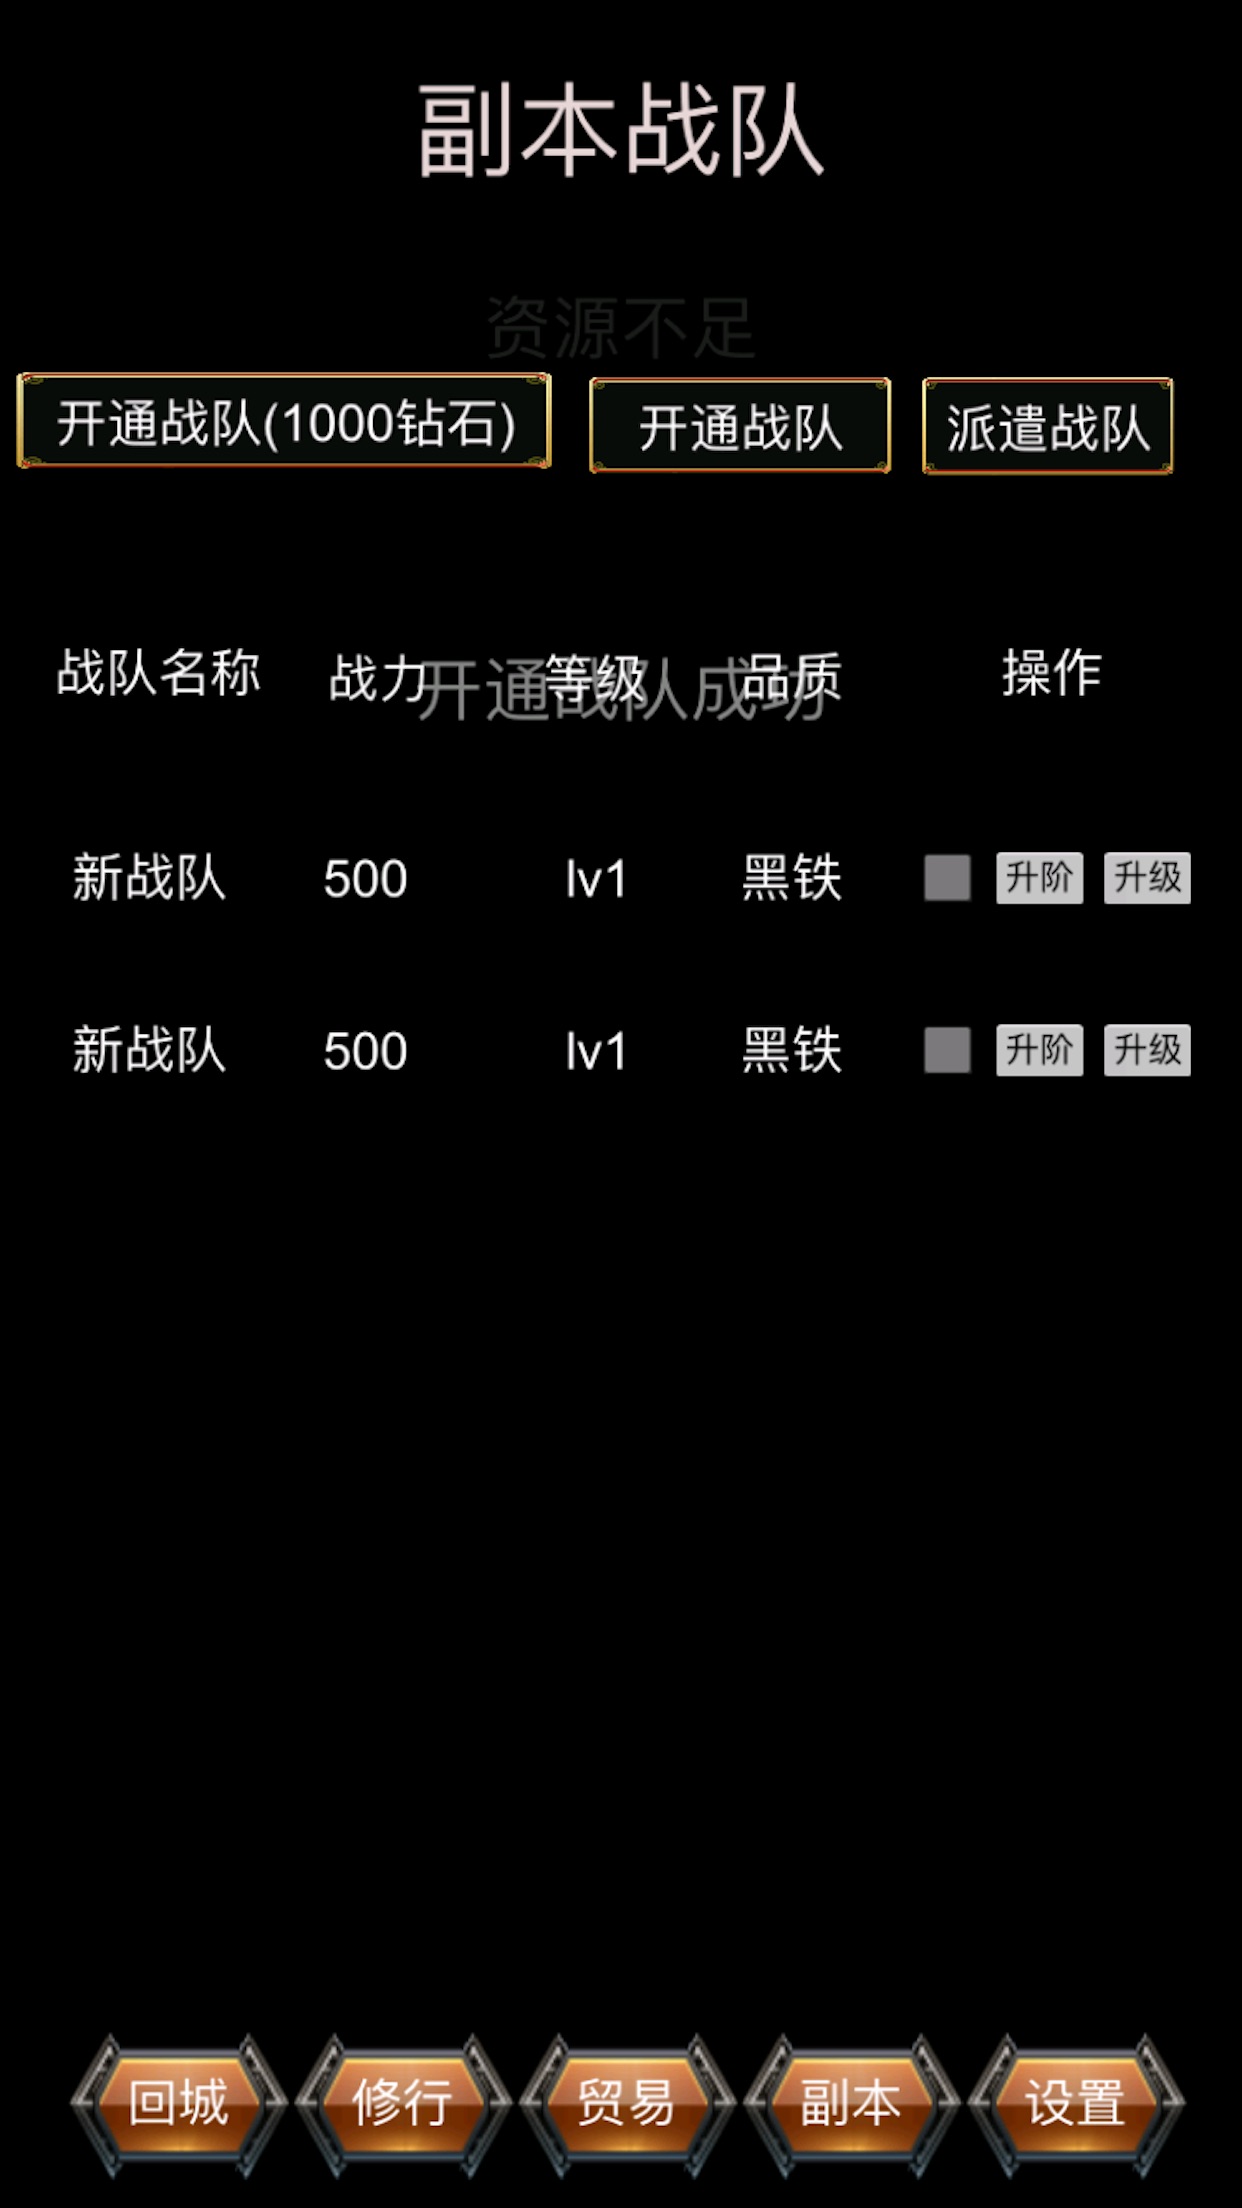 副本战队
资源不足
开通战队(1000钻石) 开通战队 派遣战队
战队名称 战力 等级 品质 操作
开通战队成功
新战队 500 lv1 黑铁 升阶 升级
新战队 500 lv1 黑铁 升阶 升级
回城 修行 贸易 副本 设置